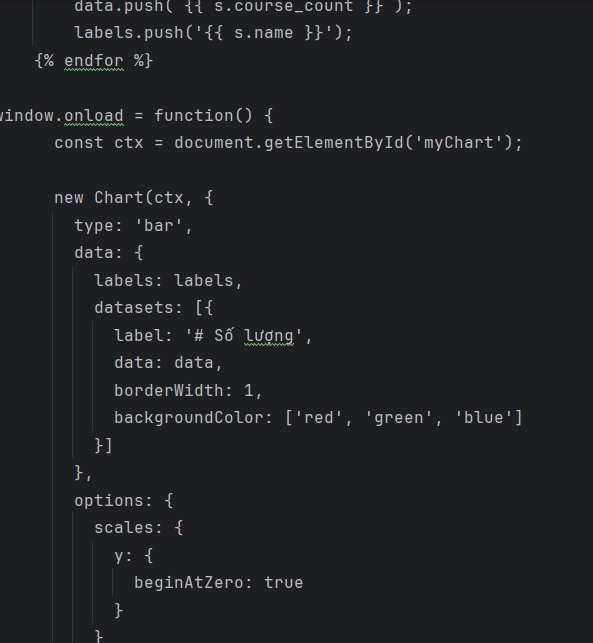 data.push( {{ s.course_count }} );
labels.push('{{ s.name }}');
{% endfor %}
window.onload = function() {
const ctx = document.getElementById('myChart');
new Chart(ctx, {
type: 'bar',
data: {
labels: labels,
datasets: [{
label: '# Số lượng',
data: data,
borderWidth: 1,
backgroundColor: ['red', 'green', 'blue']
}]
},
options: {
scales: {
y: {
beginAtZero: true
}
}